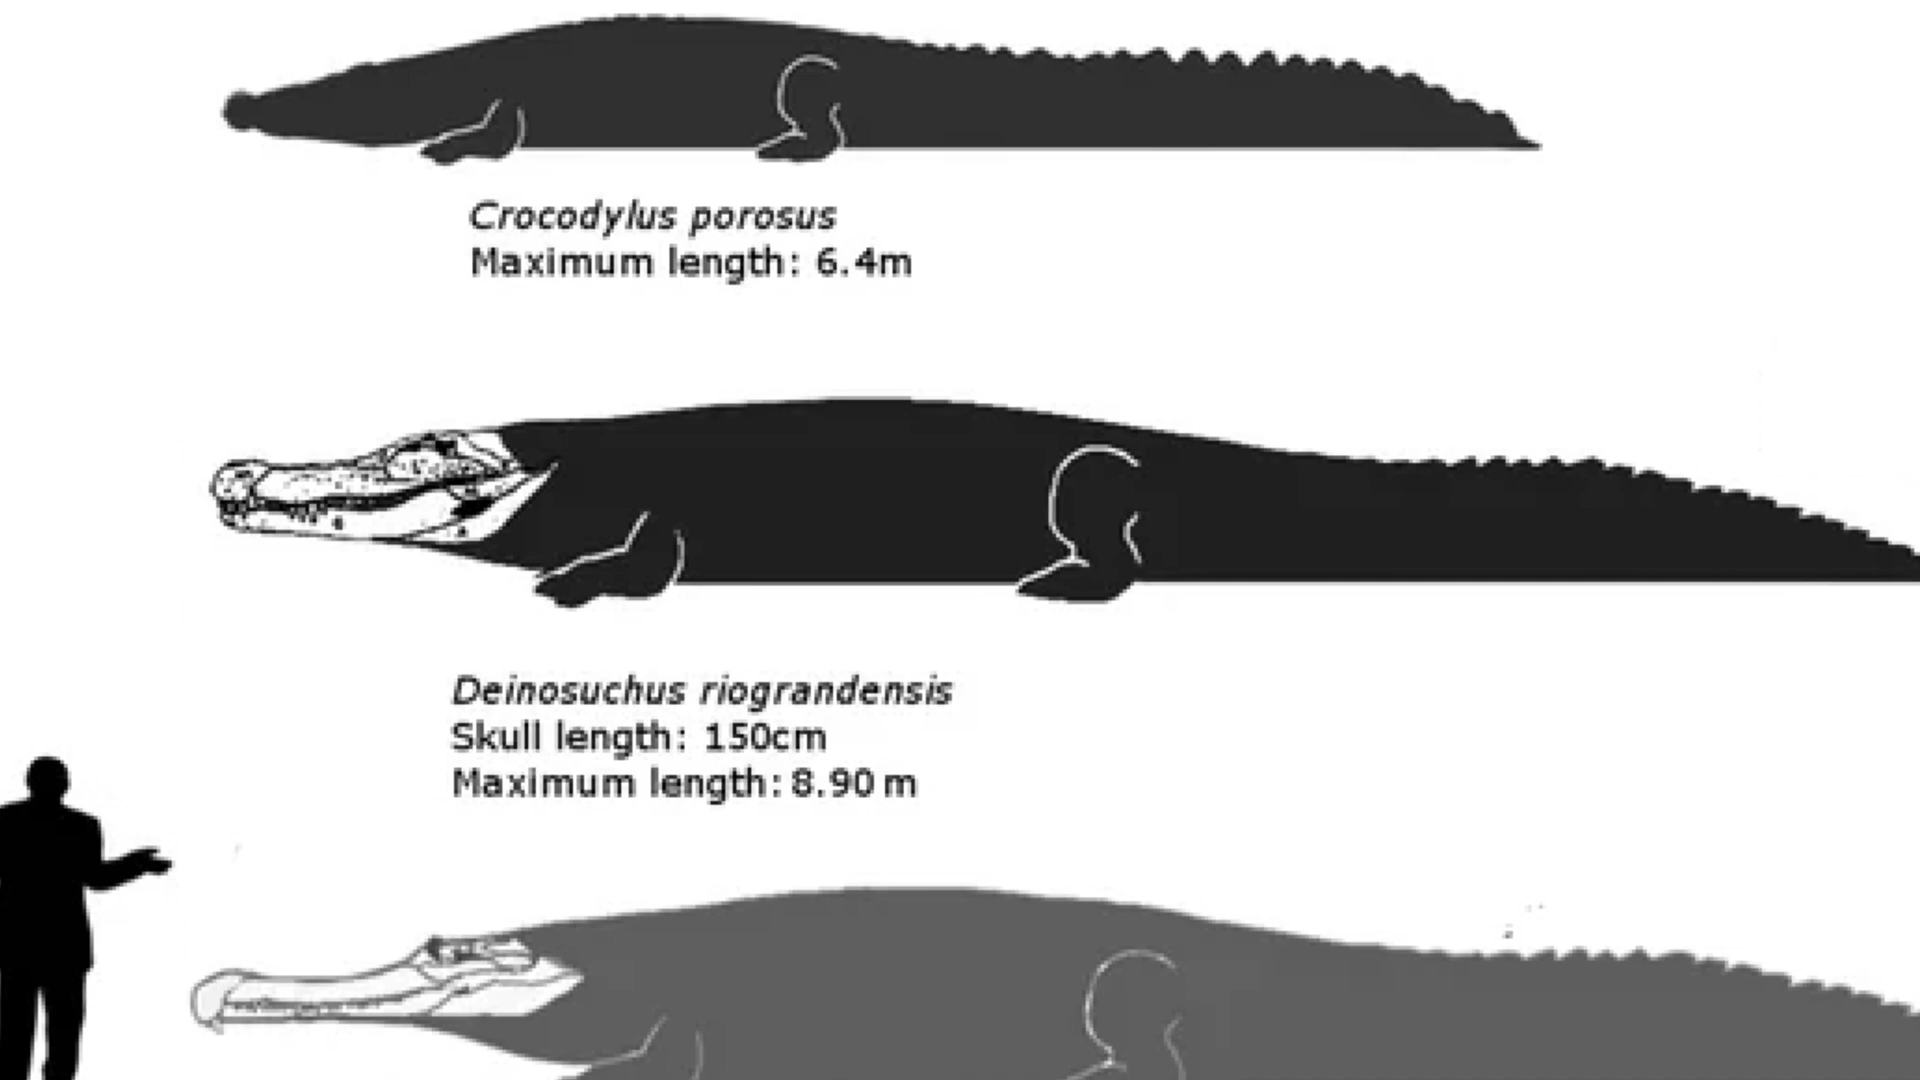 Crocodylus porosus
Maximum length: 6.4m
Deinosuchus riograndensis
Skull length: 150cm
Maximum length: 8.90 m